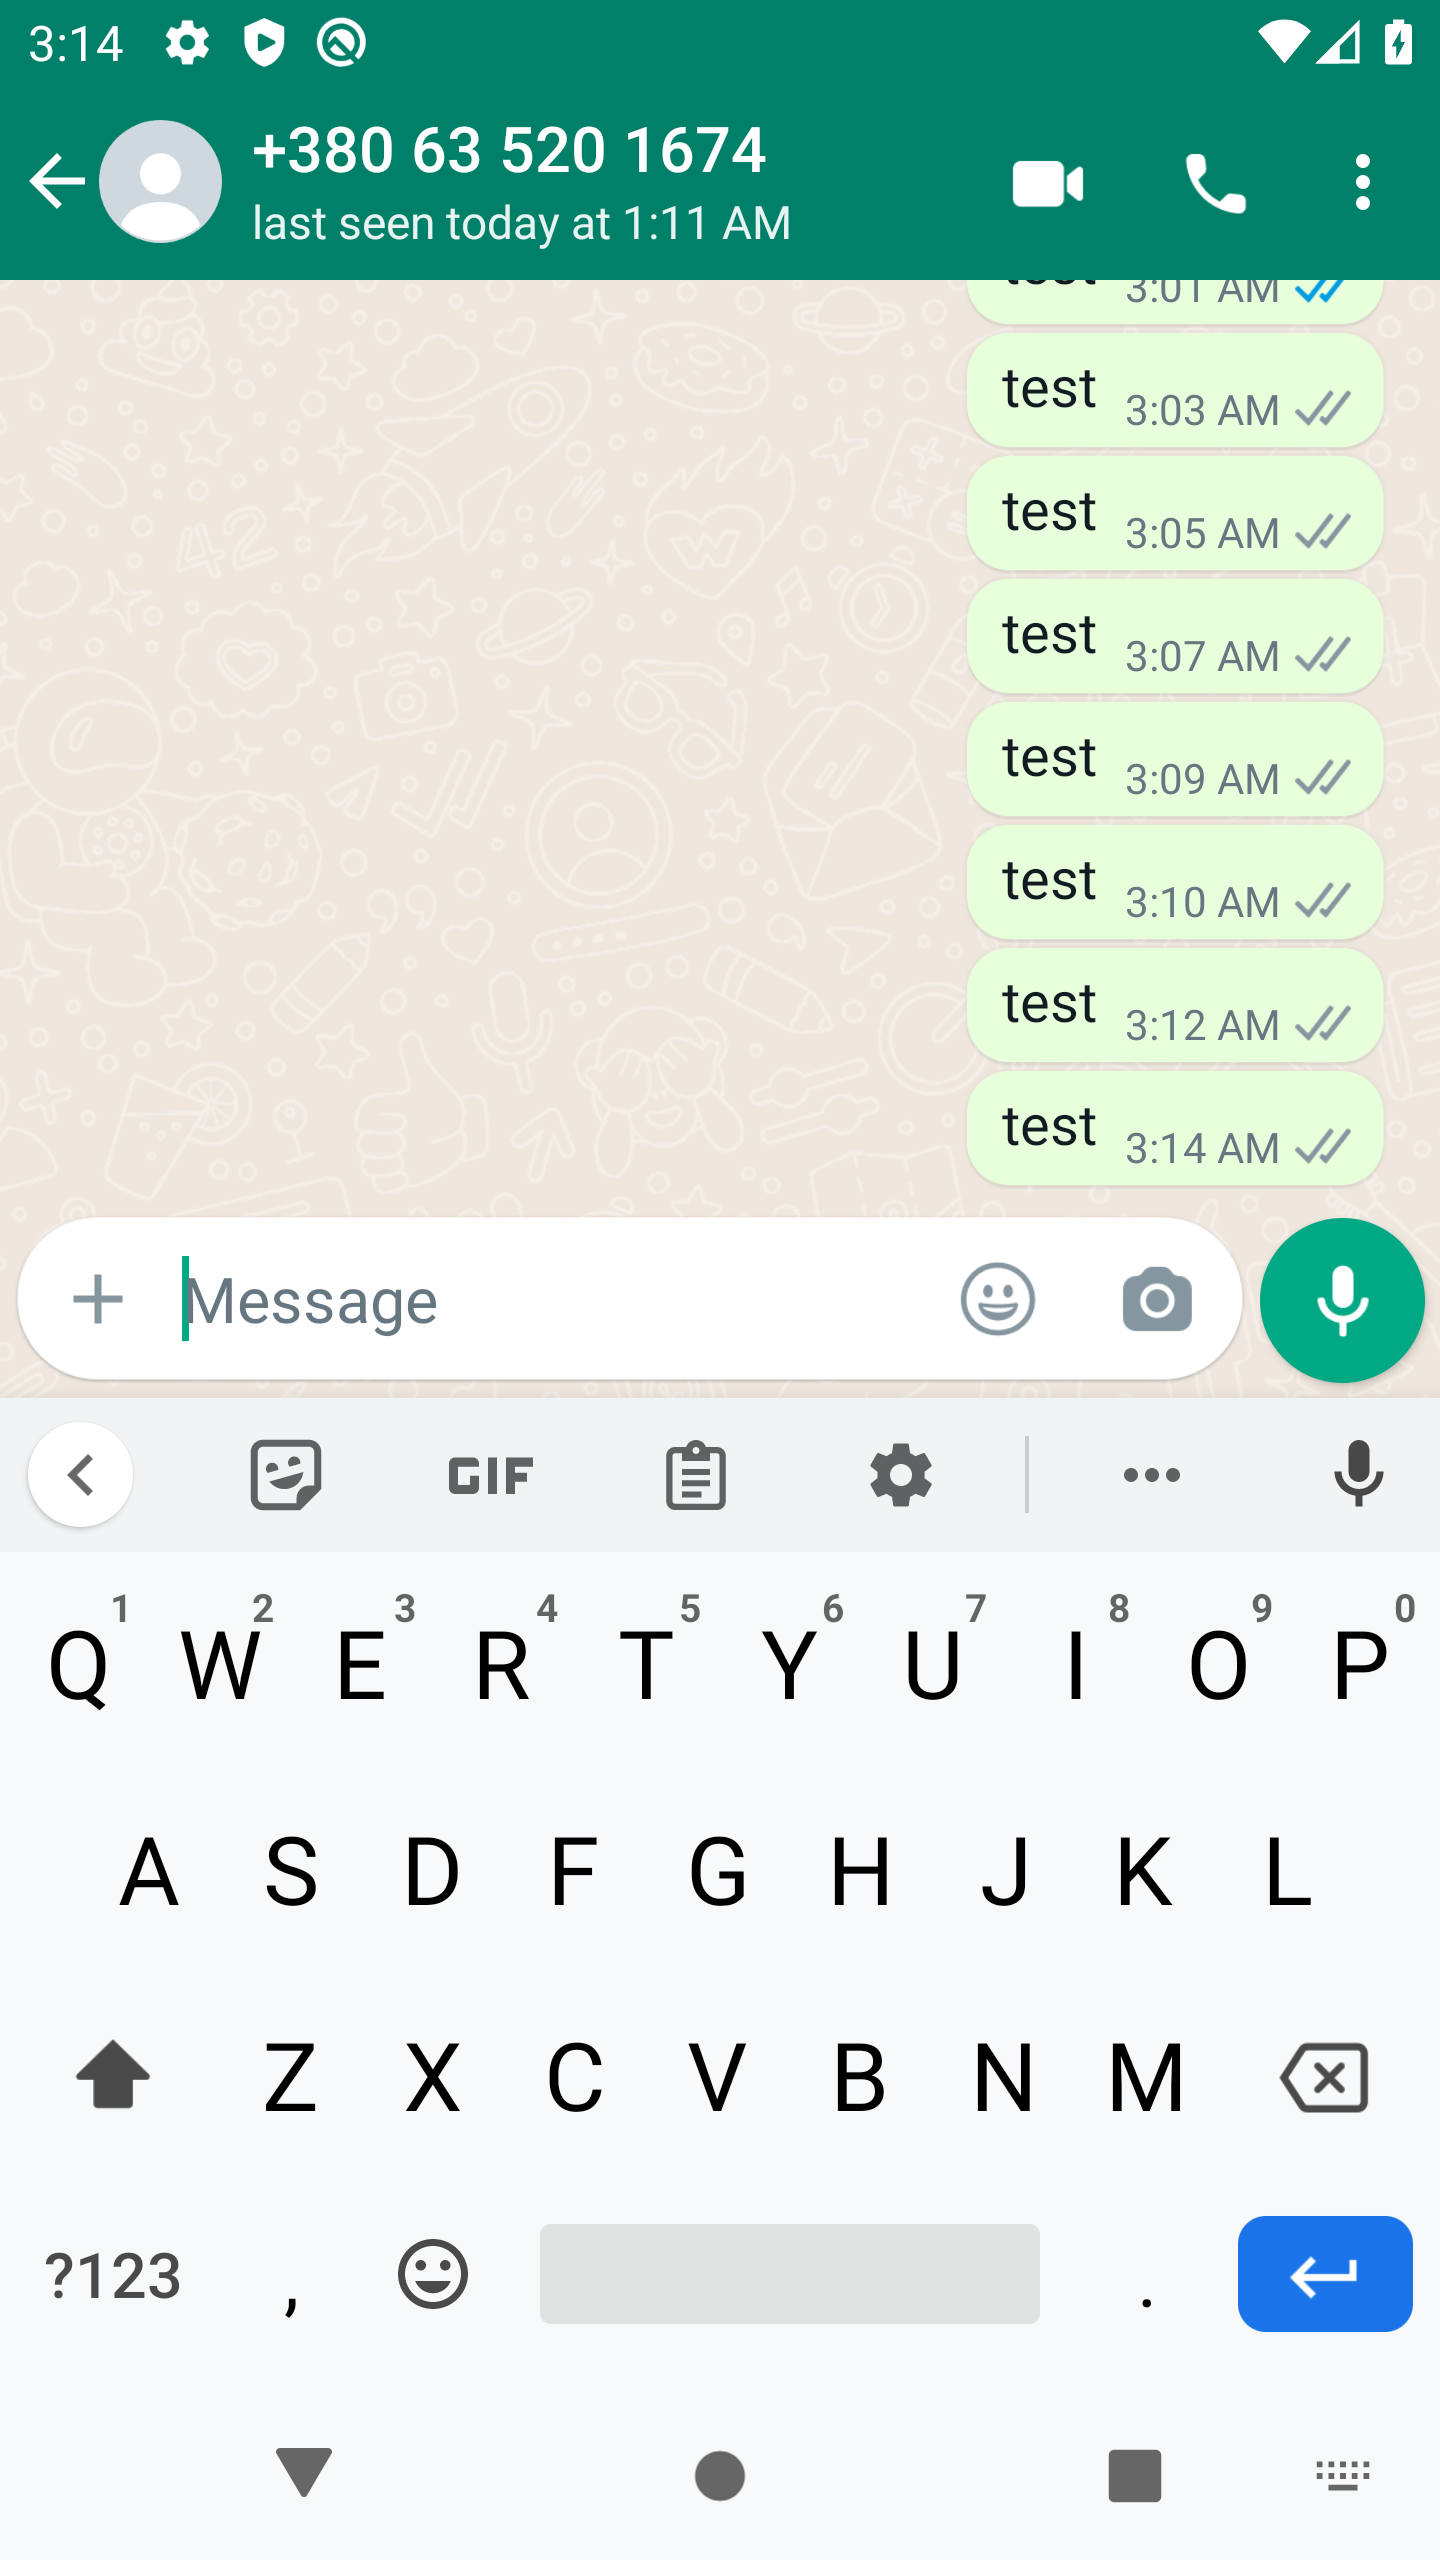 3:14
+380 63 520 1674
last seen today at 1:11 AM
test 3:01 AM
test 3:03 AM
test 3:05 AM
test 3:07 AM
test 3:09 AM
test 3:10 AM
test 3:12 AM
test 3:14 AM
Message
GIF
1 2 3 4 5 6 7 8 9 0
Q W E R T Y U I O P
A S D F G H J K L
Z X C V B N M
?123 , .